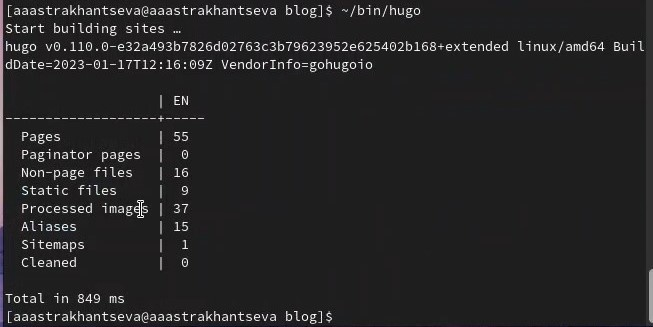 [aaastrakhantseva@aaastrakhantseva blog]$ ~/bin/hugo
Start building sites …
hugo v0.110.0-e32a493b7826d02763c3b79623952e625402b168+extended linux/amd64 Buil
dDate=2023-01-17T12:16:09Z VendorInfo=gohugoio
| EN
-------------------+-----
Pages | 55
Paginator pages | 0
Non-page files | 16
Static files | 9
Processed images | 37
Aliases | 15
Sitemaps | 1
Cleaned | 0
Total in 849 ms
[aaastrakhantseva@aaastrakhantseva blog]$